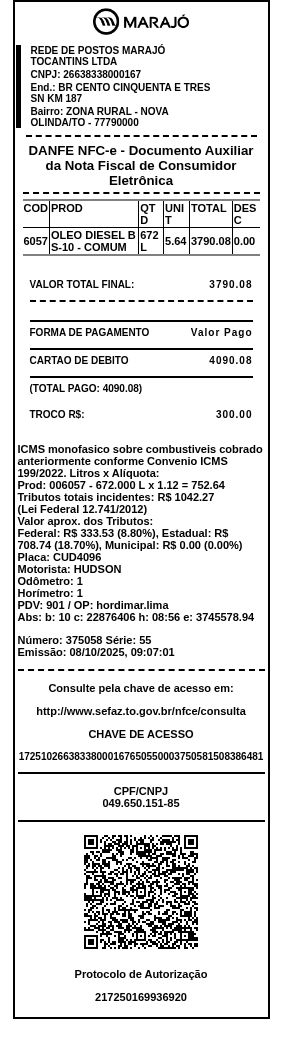 MARAJÓ
REDE DE POSTOS MARAJÓ
TOCANTINS LTDA
CNPJ: 26638338000167
End.: BR CENTO CINQUENTA E TRES
SN KM 187
Bairro: ZONA RURAL - NOVA
OLINDA/TO - 77790000
DANFE NFC-e - Documento Auxiliar
da Nota Fiscal de Consumidor
Eletrônica
COD PROD QTD UNIT TOTAL DESC
6057 OLEO DIESEL B S-10 - COMUM 672 L 5.64 3790.08 0.00
VALOR TOTAL FINAL: 3790.08
FORMA DE PAGAMENTO Valor Pago
CARTAO DE DEBITO 4090.08
(TOTAL PAGO: 4090.08)
TROCO R$: 300.00
ICMS monofasico sobre combustiveis cobrado
anteriormente conforme Convenio ICMS
199/2022. Litros x Alíquota:
Prod: 006057 - 672.000 L x 1.12 = 752.64
Tributos totais incidentes: R$ 1042.27
(Lei Federal 12.741/2012)
Valor aprox. dos Tributos:
Federal: R$ 333.53 (8.80%), Estadual: R$
708.74 (18.70%), Municipal: R$ 0.00 (0.00%)
Placa: CUD4096
Motorista: HUDSON
Odômetro: 1
Horímetro: 1
PDV: 901 / OP: hordimar.lima
Abs: b: 10 c: 22876406 h: 08:56 e: 3745578.94
Número: 375058 Série: 55
Emissão: 08/10/2025, 09:07:01
Consulte pela chave de acesso em:
http://www.sefaz.to.gov.br/nfce/consulta
CHAVE DE ACESSO
17251026638338000167650550003750581508386481
CPF/CNPJ
049.650.151-85
Protocolo de Autorização
217250169936920